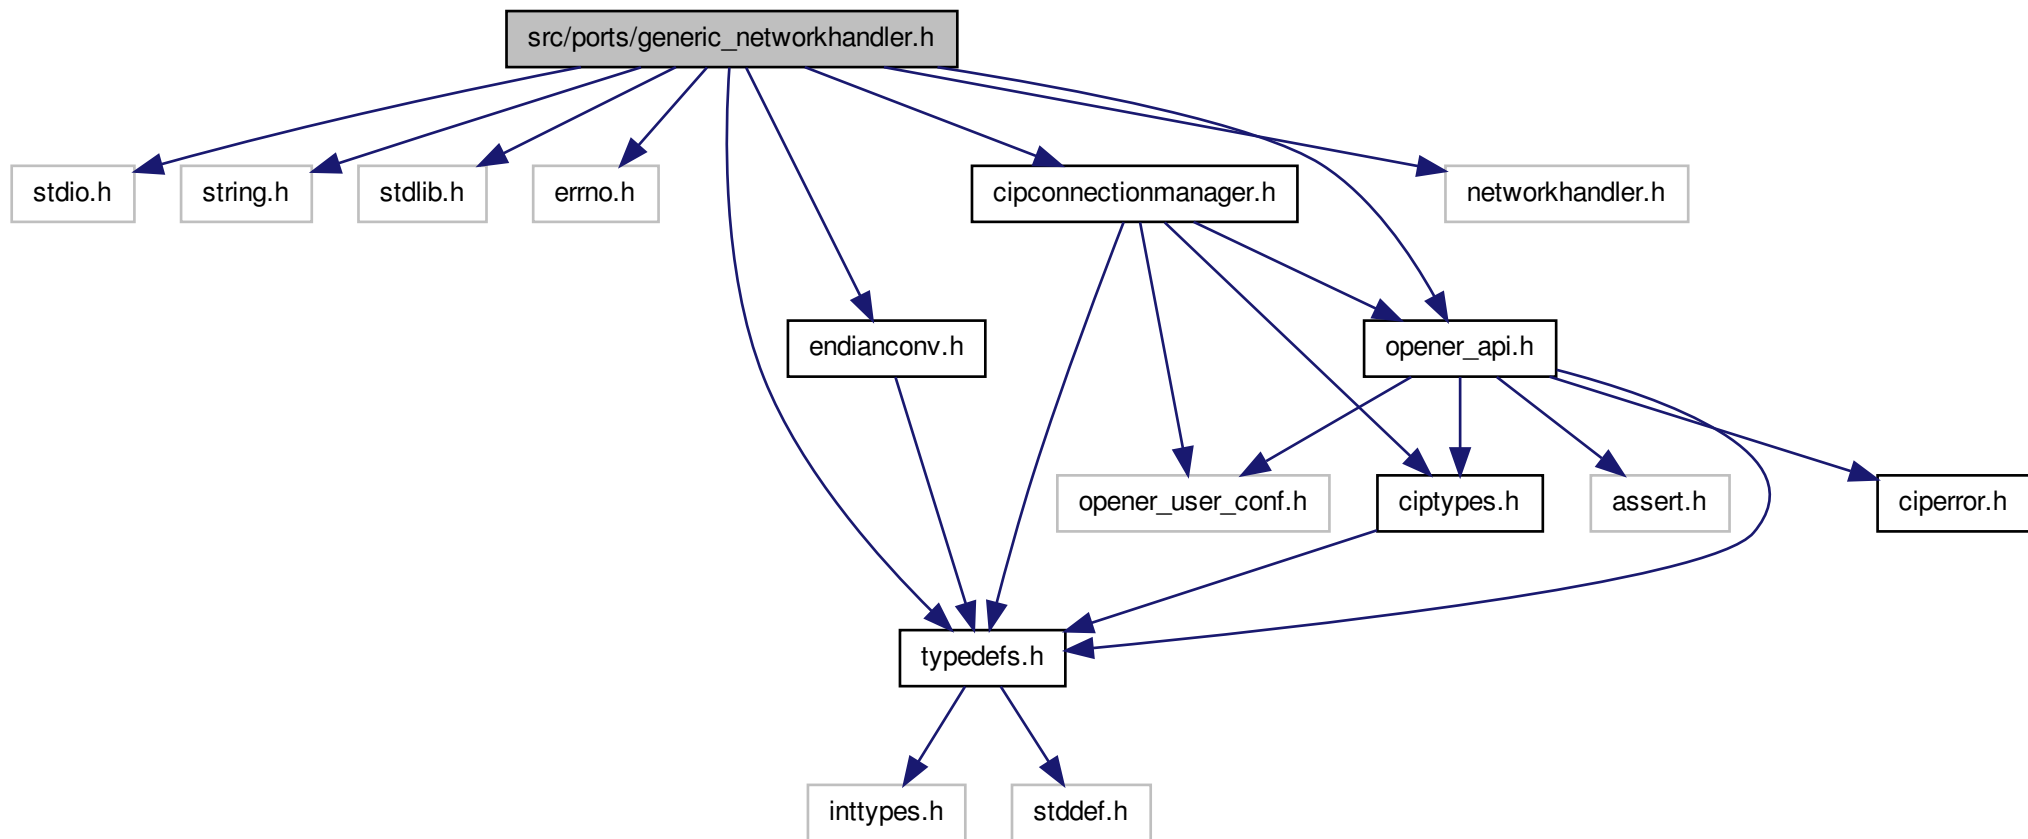 src/ports/generic_networkhandler.h
stdio.h
string.h
stdlib.h
errno.h
cipconnectionmanager.h
networkhandler.h
endianconv.h
opener_api.h
opener_user_conf.h
ciptypes.h
assert.h
ciperror.h
typedefs.h
inttypes.h
stddef.h